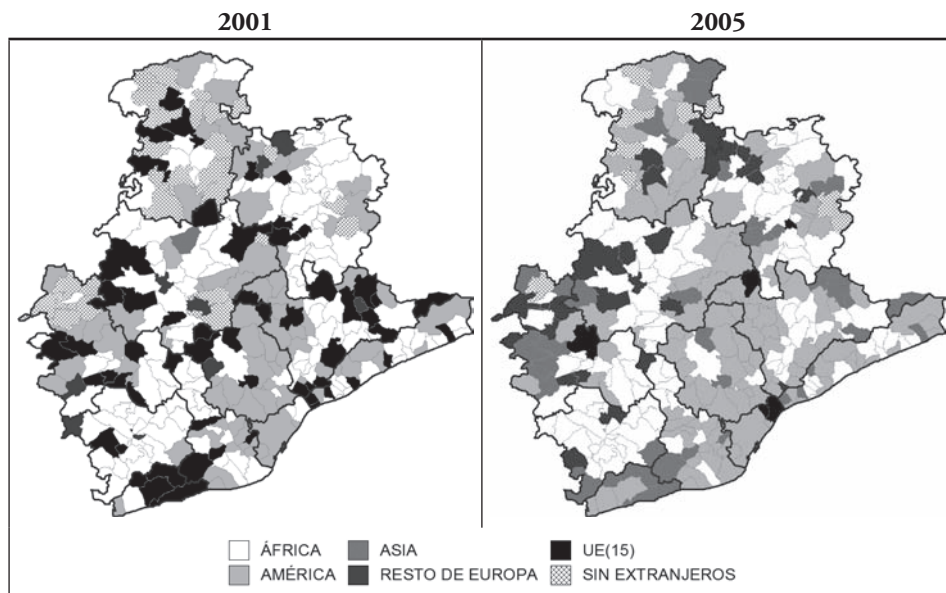 2001 2005
ÁFRICA ASIA UE(15)
AMÉRICA RESTO DE EUROPA SIN EXTRANJEROS